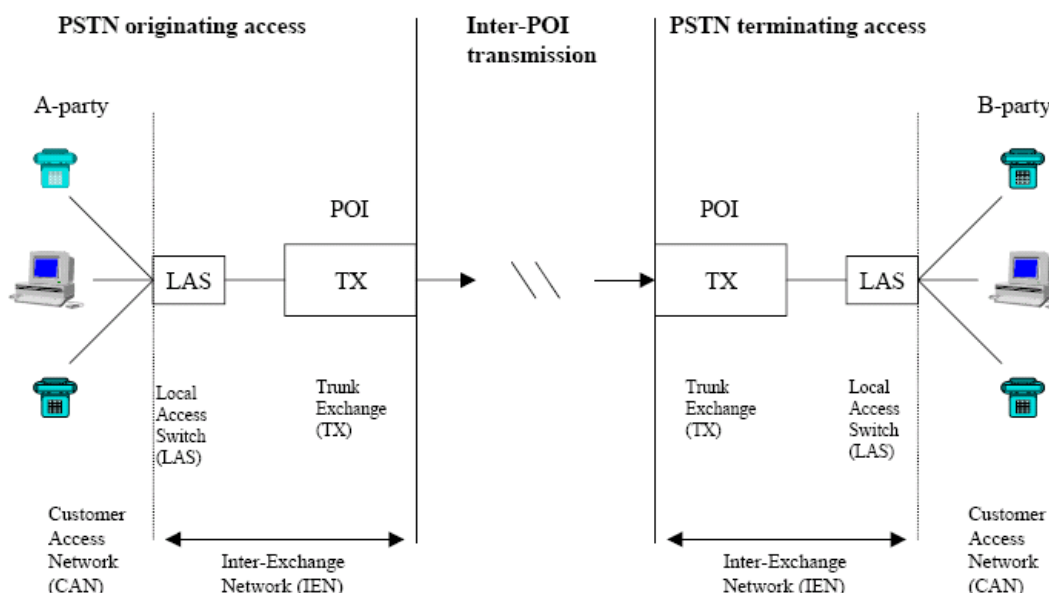 PSTN originating access
Inter-POI
transmission
PSTN terminating access
A-party
B-party
POI
POI
LAS
TX
TX
LAS
Local
Access
Switch
(LAS)
Trunk
Exchange
(TX)
Trunk
Exchange
(TX)
Local
Access
Switch
(LAS)
Customer
Access
Network
(CAN)
Inter-Exchange
Network (IEN)
Inter-Exchange
Network (IEN)
Customer
Access
Network
(CAN)